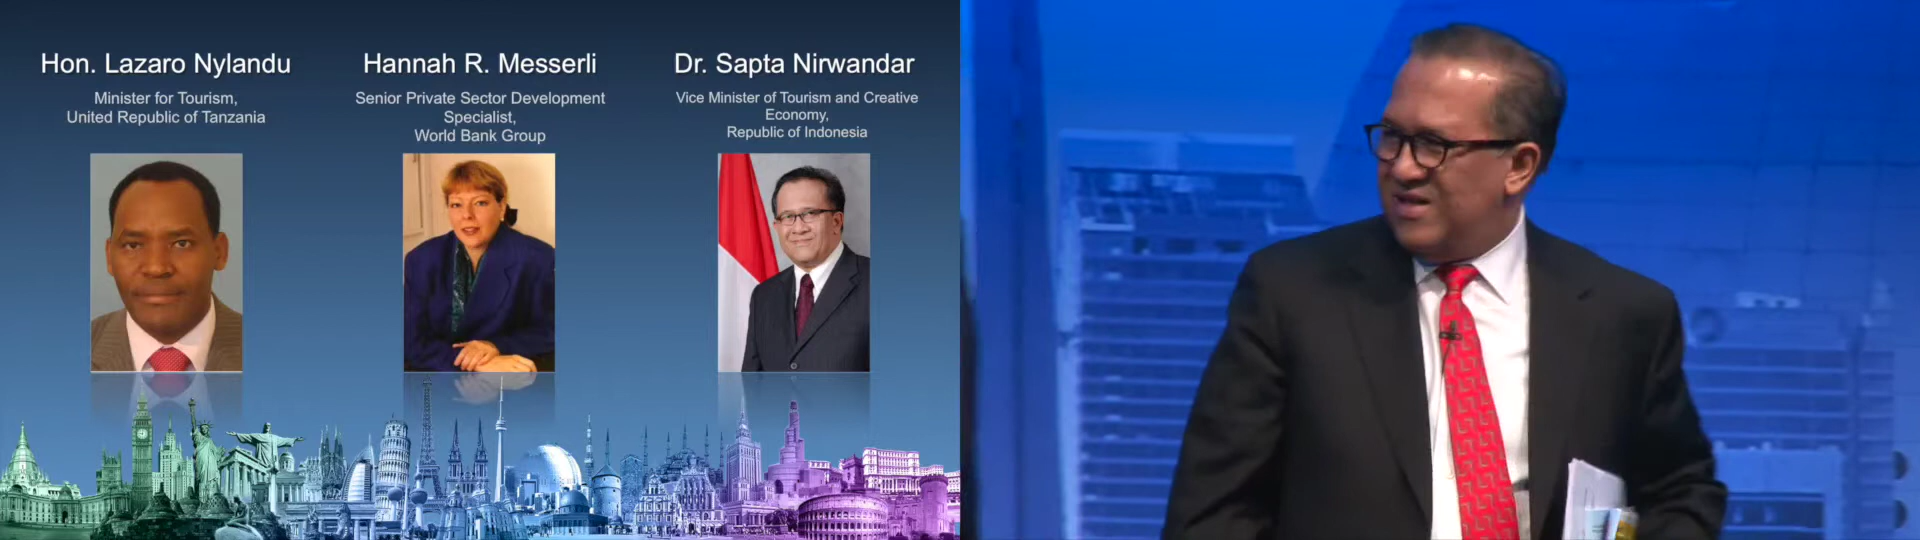 Hon. Lazaro Nylandu
Minister for Tourism,
United Republic of Tanzania
Hannah R. Messerli
Senior Private Sector Development
Specialist,
World Bank Group
Dr. Sapta Nirwandar
Vice Minister of Tourism and Creative
Economy,
Republic of Indonesia